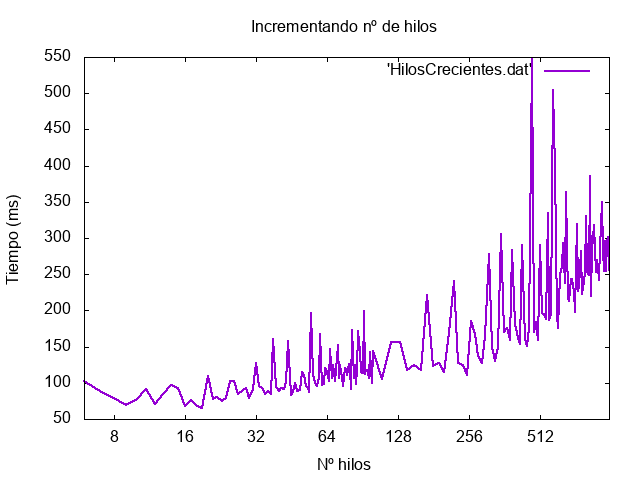 Incrementando nº de hilos
'HilosCrecientes.dat'
550
500
450
400
350
300
250
200
150
100
50
Tiempo (ms)
8 16 32 64 128 256 512
Nº hilos